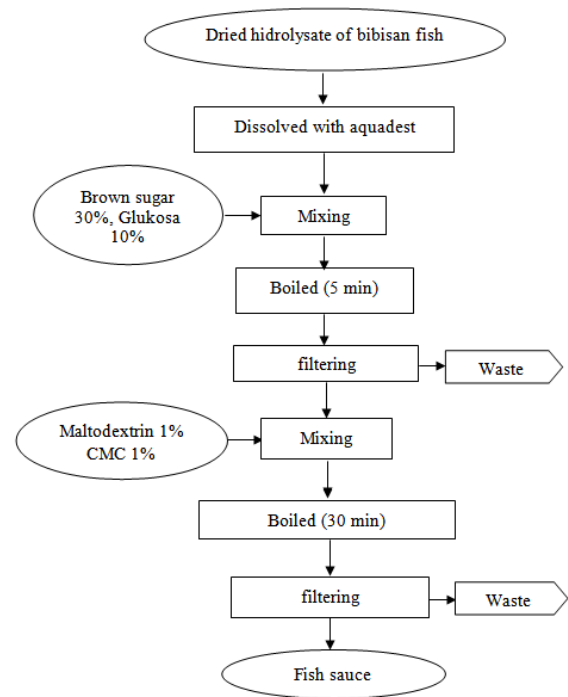 Dried hidrolysate of bibisan fish
Dissolved with aquadest
Brown sugar
30%, Glukosa
10%
Mixing
Boiled (5 min)
filtering
Waste
Maltodextrin 1%
CMC 1%
Mixing
Boiled (30 min)
filtering
Waste
Fish sauce